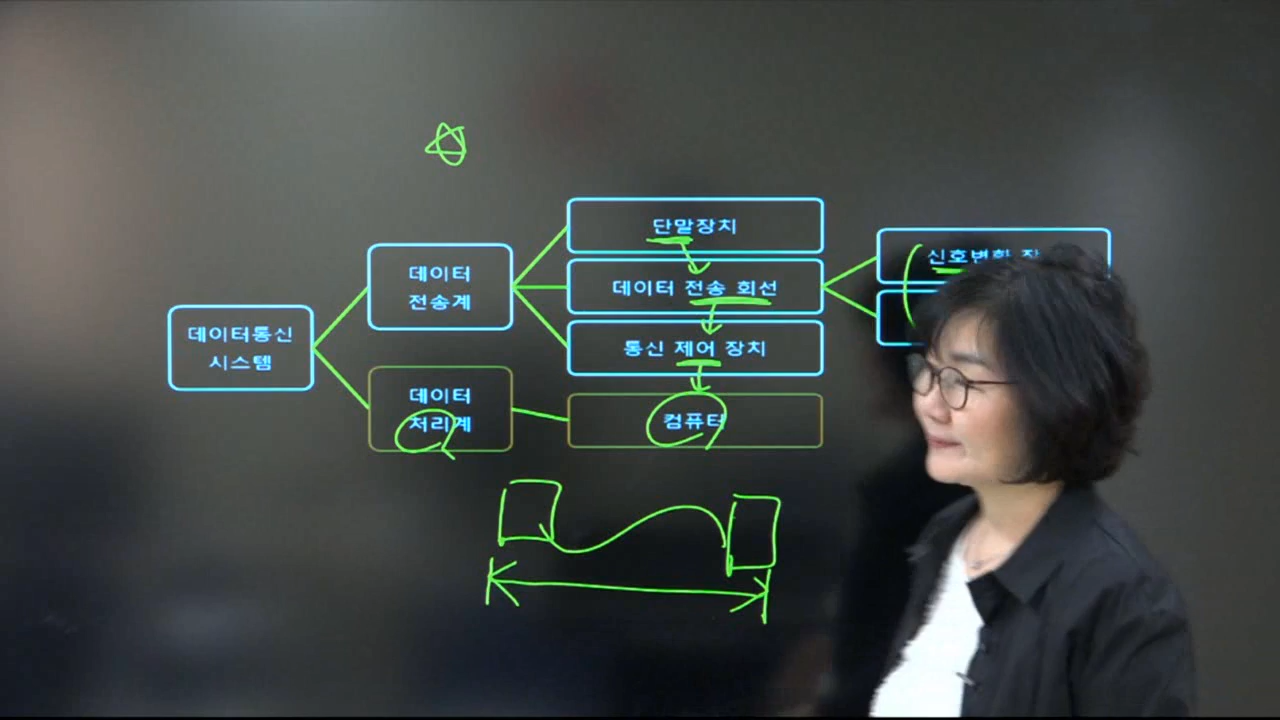 단말장치
신호변환
데이터
전송계
데이터 전송 회선
데이터통신
시스템
통신 제어 장치
데이터
처리계
컴퓨터